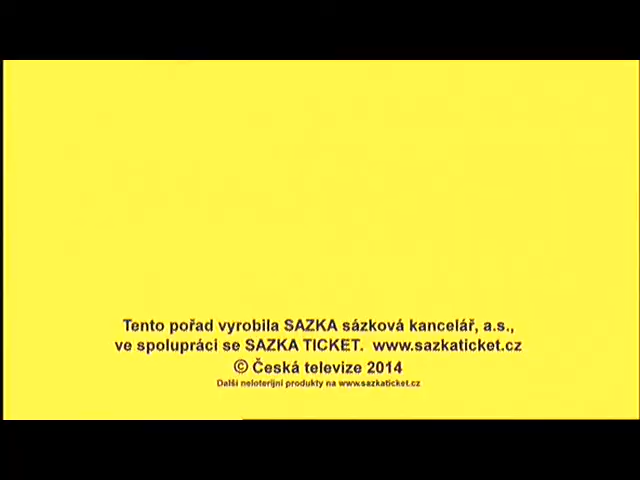 Tento pořad vyrobila SAZKA sázková kancelář, a.s.,
ve spolupráci se SAZKA TICKET. www.sazkaticket.cz
© Česká televize 2014
Další neloterijní produkty na www.sazkaticket.cz